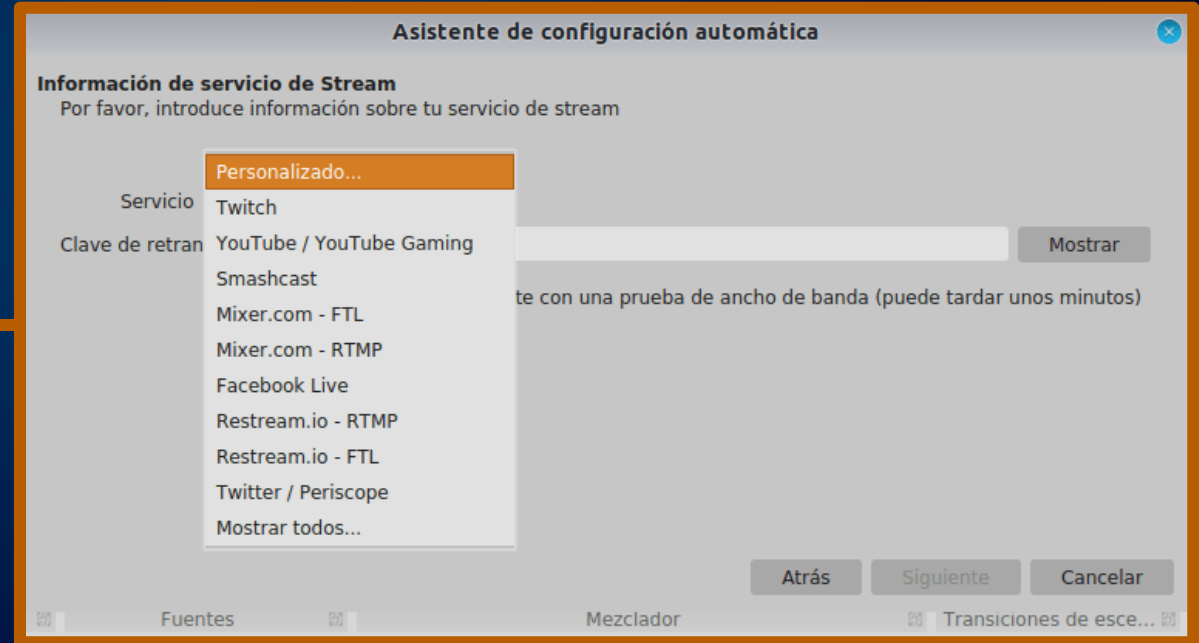 Asistente de configuración automática
Información de servicio de Stream
Por favor, introduce información sobre tu servicio de stream
Personalizado...
Servicio
Twitch
Clave de retran
YouTube / YouTube Gaming
Mostrar
Smashcast
te con una prueba de ancho de banda (puede tardar unos minutos)
Mixer.com - FTL
Mixer.com - RTMP
Facebook Live
Restream.io - RTMP
Restream.io - FTL
Twitter / Periscope
Mostrar todos...
Atrás Siguiente Cancelar
Fuentes Mezclador Transiciones de esce...